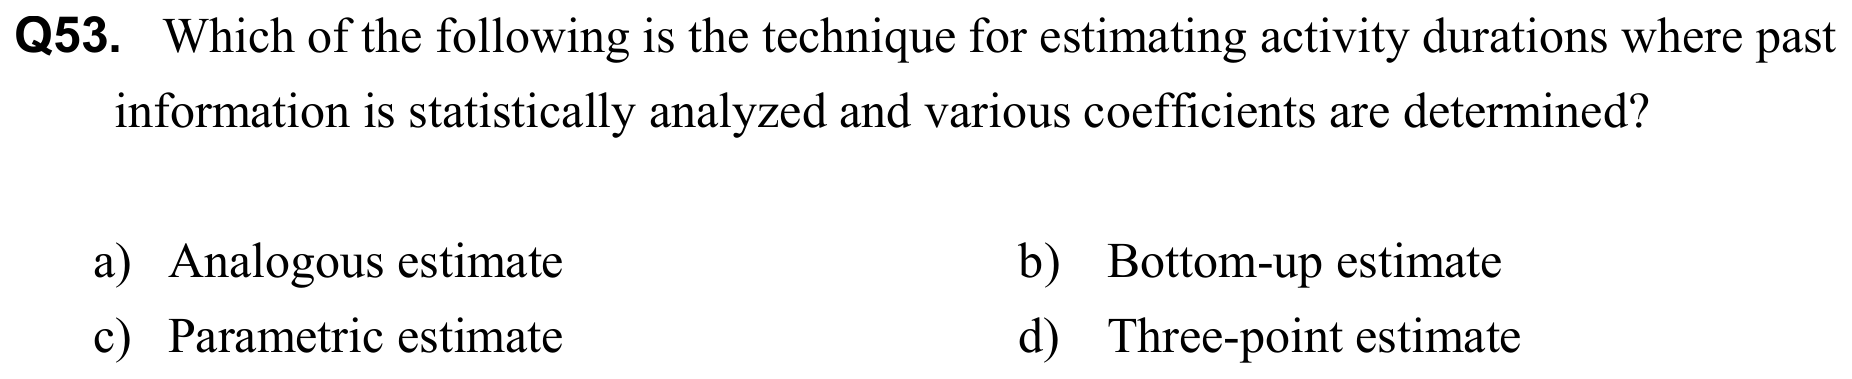 Q53. Which of the following is the technique for estimating activity durations where past
information is statistically analyzed and various coefficients are determined?
a) Analogous estimate b) Bottom-up estimate
c) Parametric estimate d) Three-point estimate